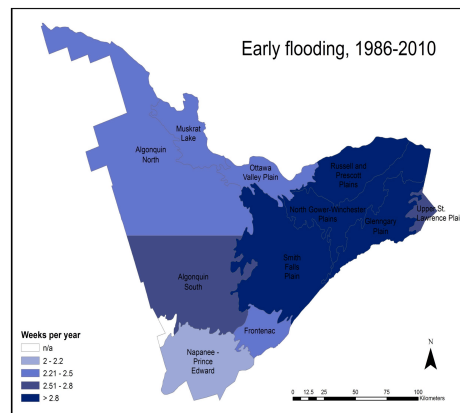 Early flooding, 1986-2010
Muskrat
Lake
Algonquin
North
Ottawa
Valley Plain
Russell and
Prescott
Plains
North Gower-Winchester
Plains
Glengarry
Plain
Upper St.
Lawrence Plain
Smith
Falls
Plain
Algonquin
South
Frontenac
Napanee -
Prince
Edward
Weeks per year
n/a
2 - 2.2
2.21 - 2.5
2.51 - 2.8
> 2.8
N
0 12.5 25 50 75 100
Kilometers